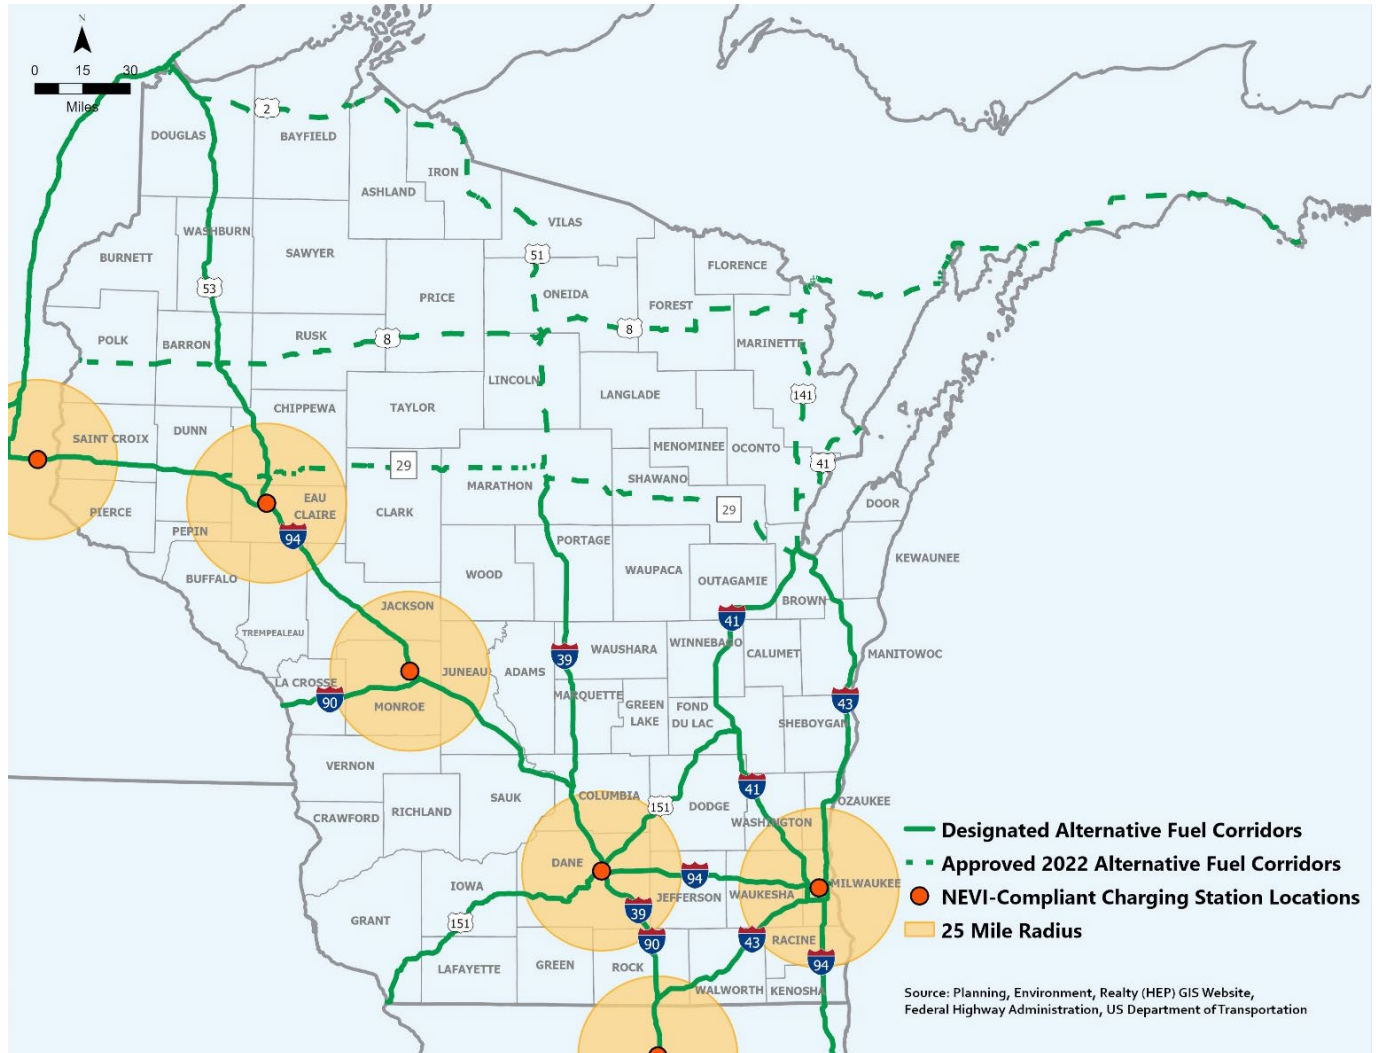 N
0 15 30
Miles
2
DOUGLAS
BAYFIELD
IRON
ASHLAND
VILAS
WASHBURN
SAWYER
51
BURNETT
FLORENCE
53
PRICE
ONEIDA
FOREST
POLK
BARRON
RUSK
8
8
MARINETTE
LINCOLN
LANGLADE
141
CHIPPEWA
TAYLOR
SAINT CROIX
DUNN
MENOMINEE
OCONTO
29
41
MARATHON
SHAWANO
EAU
CLAIRE
PIERCE
CLARK
29
DOOR
PEPIN
94
PORTAGE
KEWAUNEE
BUFFALO
WOOD
WAUPACA
OUTAGAMIE
JACKSON
BROWN
41
TREMPEALEAU
WINNEBAGO
39
WAUSHARA
CALUMET
MANITOWOC
LA CROSSE
JUNEAU
ADAMS
90
MONROE
MARQUETTE
GREEN
LAKE
FOND
DU LAC
43
SHEBOYGAN
VERNON
41
SAUK
COLUMBIA
151
DODGE
OZAUKEE
CRAWFORD
RICHLAND
WASHINGTON
DANE
94
IOWA
JEFFERSON
WAUKESHA
MILWAUKEE
39
GRANT
151
90
43
RACINE
LAFAYETTE
GREEN
ROCK
94
WALWORTH
KENOSHA
Designated Alternative Fuel Corridors
Approved 2022 Alternative Fuel Corridors
NEVI-Compliant Charging Station Locations
25 Mile Radius
Source: Planning, Environment, Realty (HEP) GIS Website,
Federal Highway Administration, US Department of Transportation